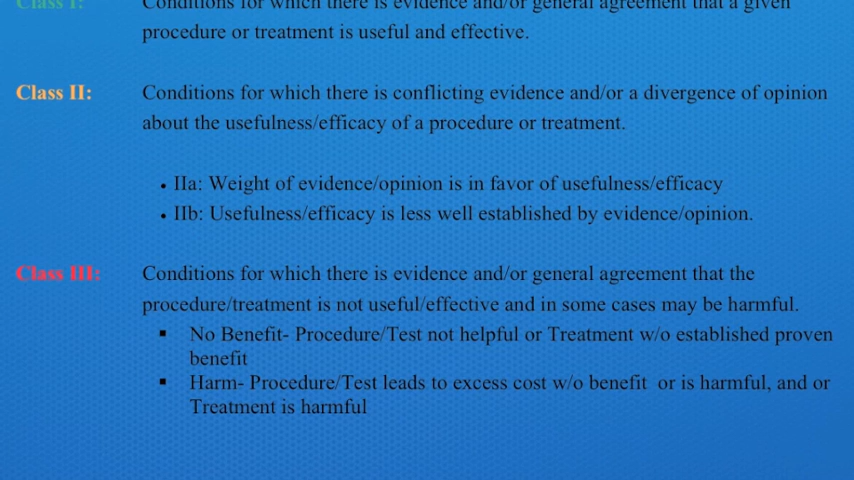 Class I: Conditions for which there is evidence and/or general agreement that a given
procedure or treatment is useful and effective.
Class II: Conditions for which there is conflicting evidence and/or a divergence of opinion
about the usefulness/efficacy of a procedure or treatment.
• IIa: Weight of evidence/opinion is in favor of usefulness/efficacy
• IIb: Usefulness/efficacy is less well established by evidence/opinion.
Class III: Conditions for which there is evidence and/or general agreement that the
procedure/treatment is not useful/effective and in some cases may be harmful.
▪ No Benefit- Procedure/Test not helpful or Treatment w/o established proven
benefit
▪ Harm- Procedure/Test leads to excess cost w/o benefit or is harmful, and or
Treatment is harmful